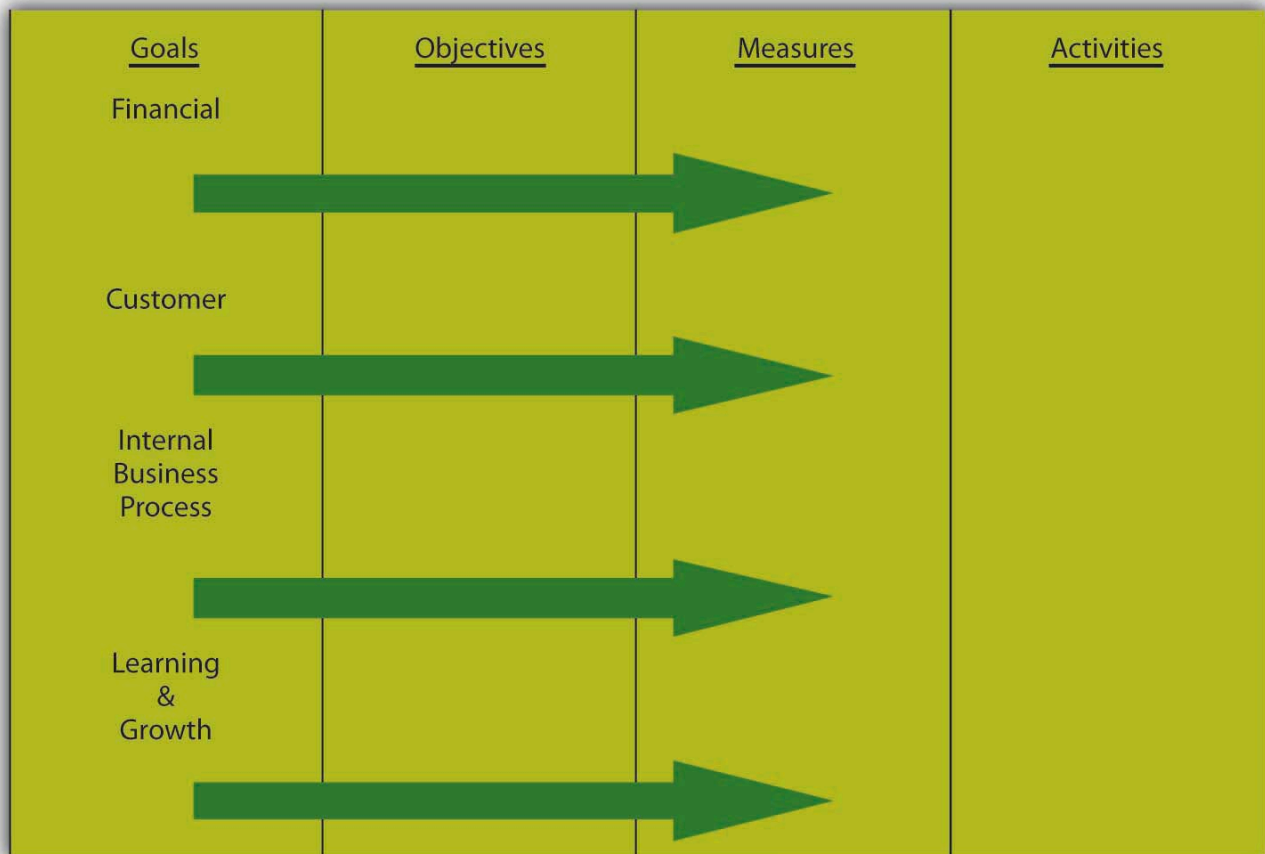 Goals
Objectives
Measures
Activities
Financial
Customer
Internal
Business
Process
Learning
&
Growth